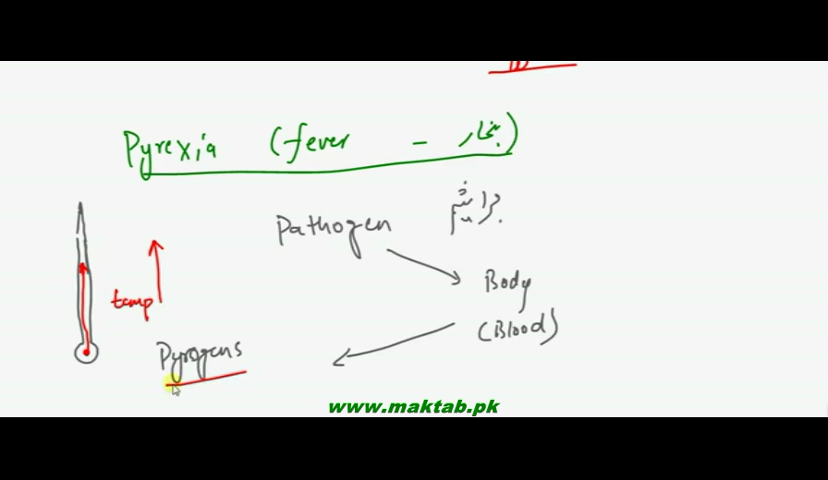 Pyrexia (fever - بخار)
Pathogen جراثیم
Body
temp
(Blood)
Pyrogens
www.maktab.pk